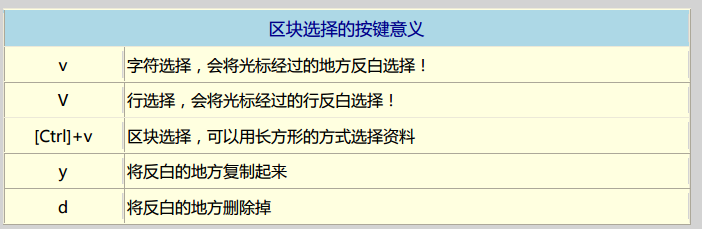 区块选择的按键意义
v 字符选择，会将光标经过的地方反白选择！
V 行选择，会将光标经过的行反白选择！
[Ctrl]+v 区块选择，可以用长方形的方式选择资料
y 将反白的地方复制起来
d 将反白的地方删除掉